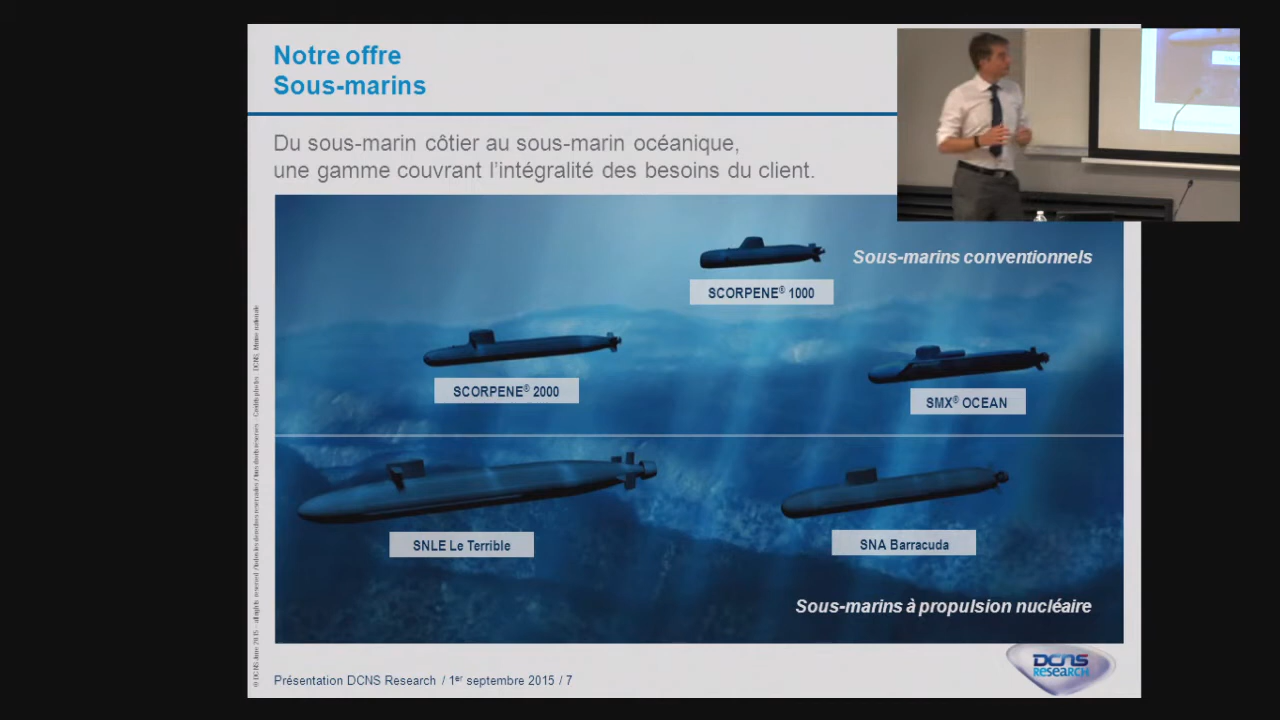 Notre offre
Sous-marins
Du sous-marin côtier au sous-marin océanique,
une gamme couvrant l'intégralité des besoins du client.
Sous-marins conventionnels
SCORPENE® 1000
SCORPENE® 2000
SMX® OCEAN
SNLE Le Terrible
SNA Barracuda
Sous-marins à propulsion nucléaire
DCNS
RESEARCH
Présentation DCNS Research / 1er septembre 2015 / 7